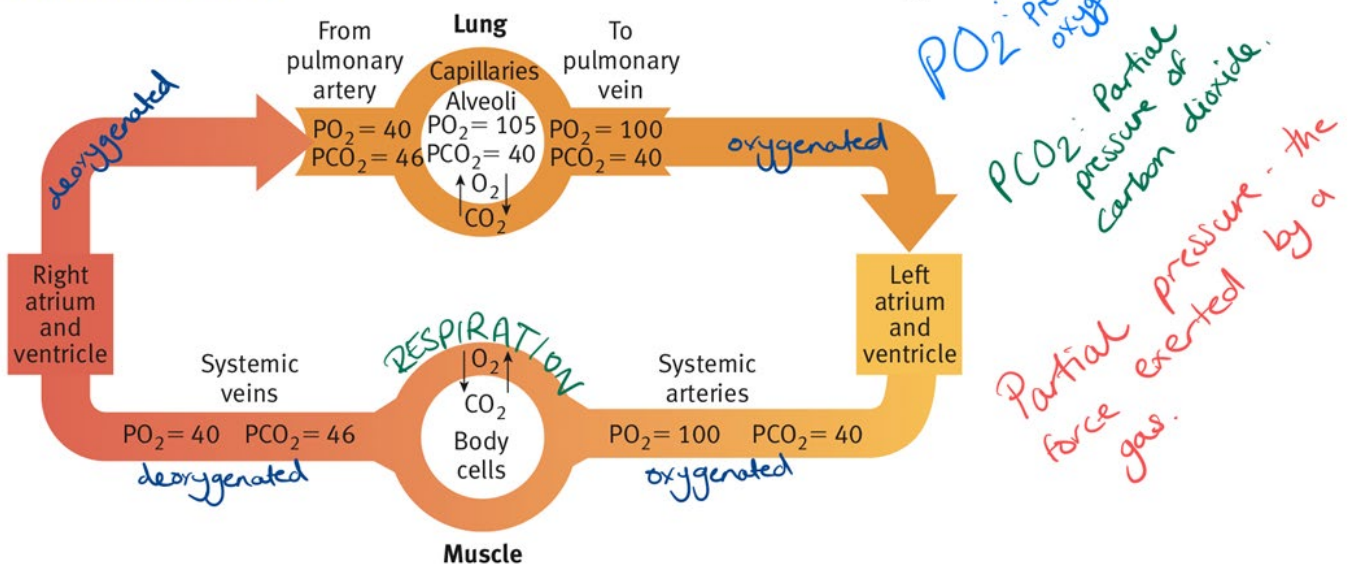 Lung
From
pulmonary
artery
To
pulmonary
vein
Capillaries
Alveoli
PO₂ = 40
PCO₂ = 46
PO₂ = 105
PCO₂ = 40
PO₂ = 100
PCO₂ = 40
O₂
CO₂
deoxygenated
oxygenated
Right
atrium
and
ventricle
Left
atrium
and
ventricle
RESPIRATION
O₂
CO₂
Body
cells
Systemic
veins
PO₂ = 40 PCO₂ = 46
deoxygenated
Systemic
arteries
PO₂ = 100 PCO₂ = 40
oxygenated
Muscle
PO₂:
PCO₂: Partial
pressure of
carbon dioxide.
Partial pressure - the
force exerted by a
gas.